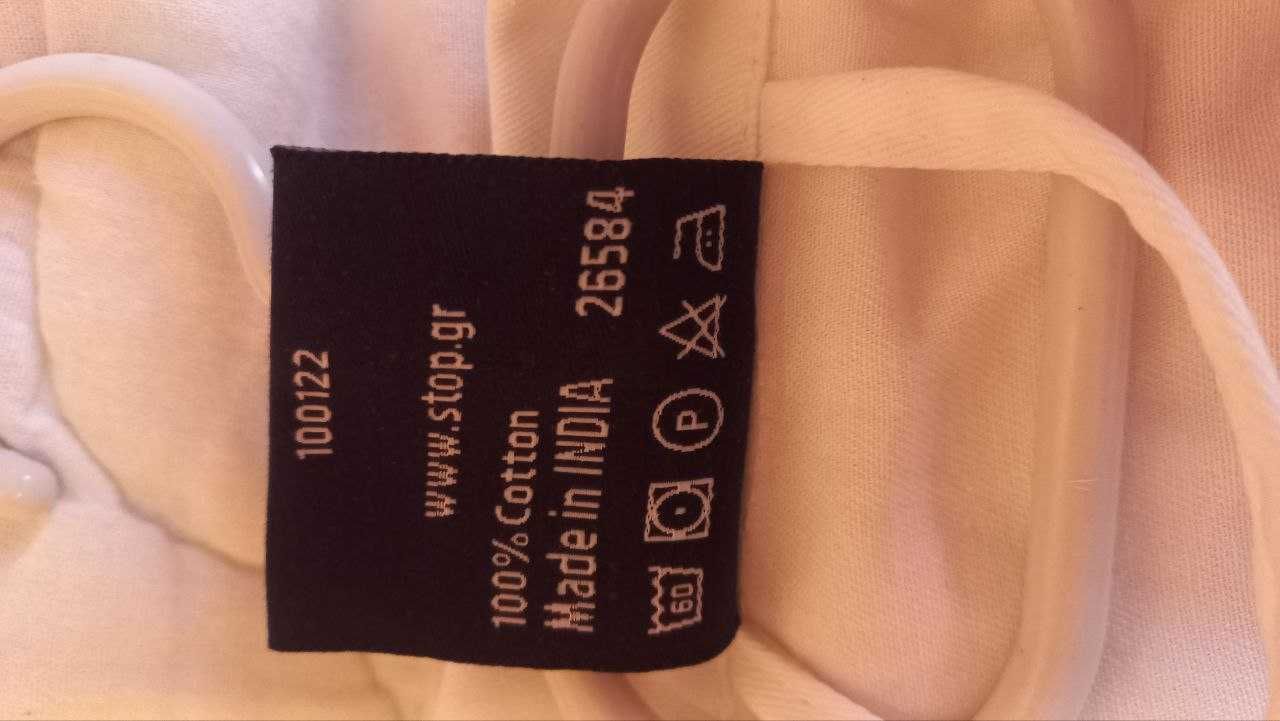 100122
www.stop.gr
100% Cotton
Made in INDIA 26584
60 P